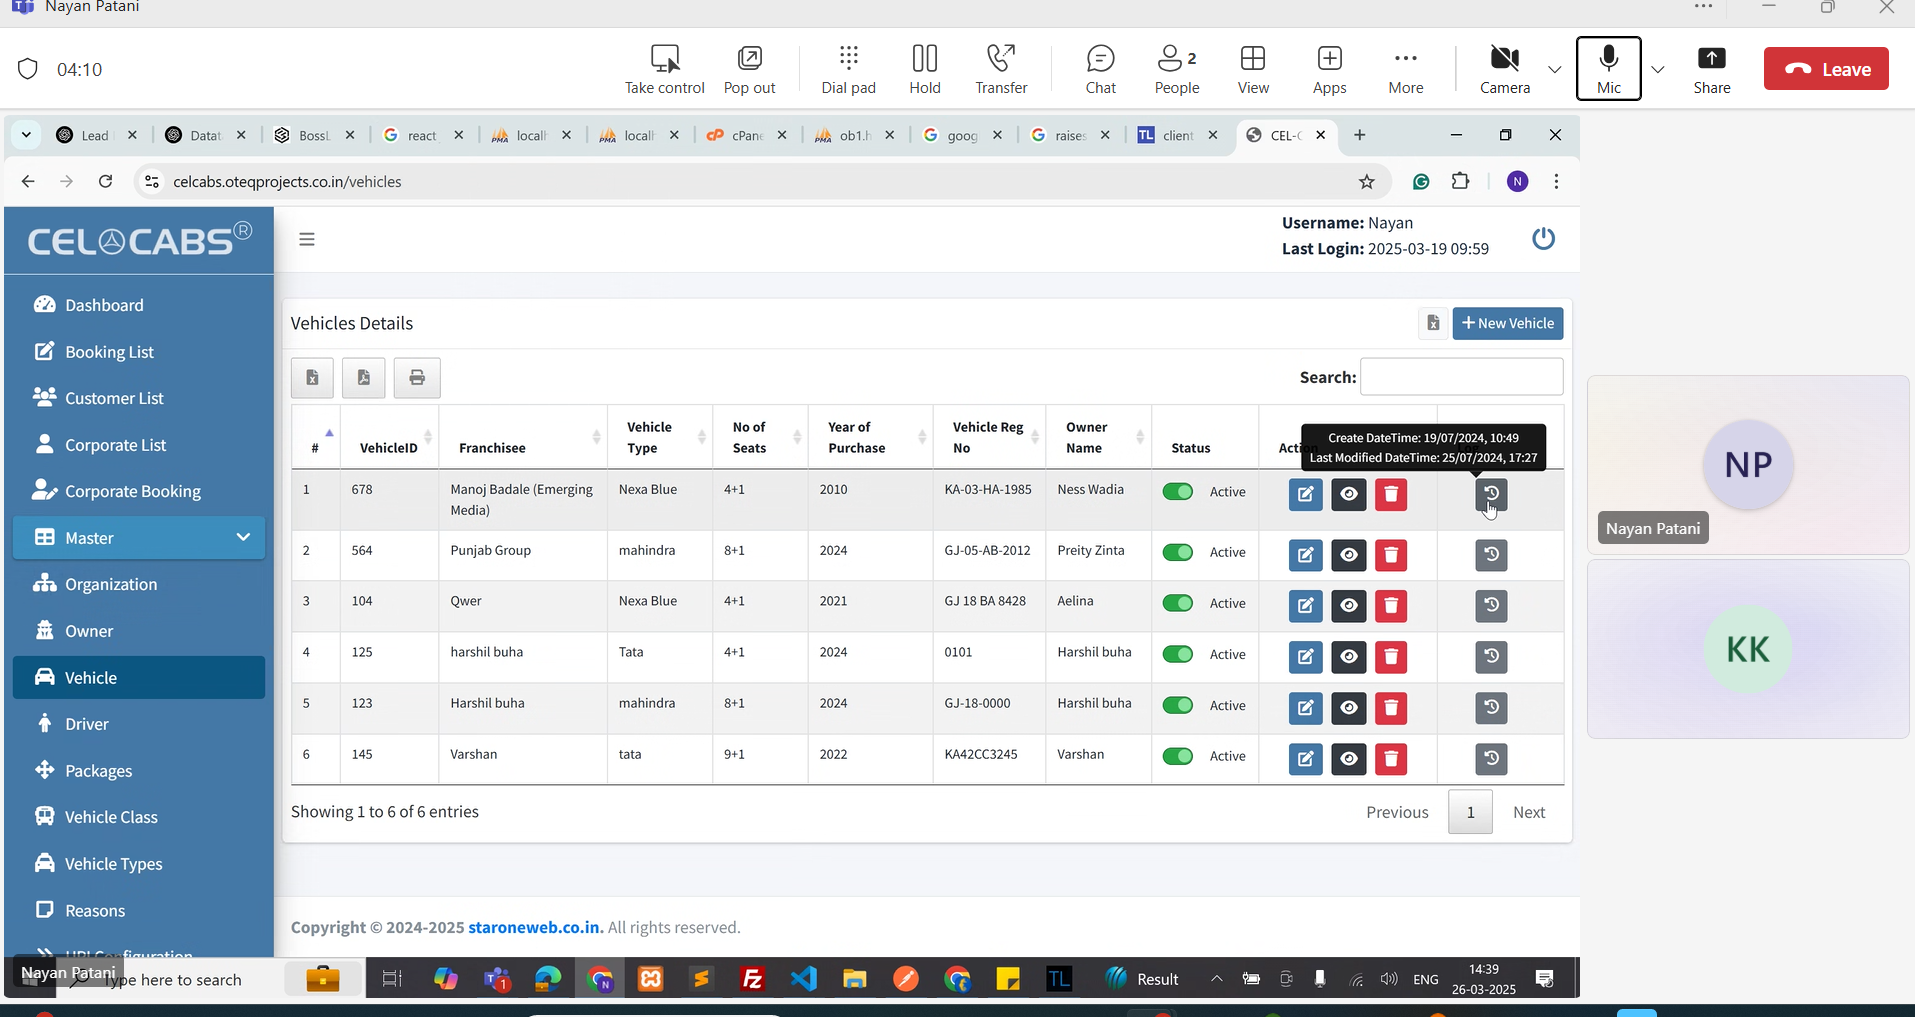 Nayan Patani
04:10
Take control
Pop out
Dial pad
Hold
Transfer
Chat
People
2
View
Apps
More
Camera
Mic
Share
Leave
Lead
Datat
BossL
react
localh
localh
cPane
ob1.h
goog
raises
client
CEL-C
celcabs.oteqprojects.co.in/vehicles
N
CELCABS®
Username: Nayan
Last Login: 2025-03-19 09:59
Dashboard
Booking List
Customer List
Corporate List
Corporate Booking
Master
Organization
Owner
Vehicle
Driver
Packages
Vehicle Class
Vehicle Types
Reasons
UPI Configuration
Vehicles Details
+ New Vehicle
Search:
# VehicleID Franchisee Vehicle Type No of Seats Year of Purchase Vehicle Reg No Owner Name Status Action
Create DateTime: 19/07/2024, 10:49
Last Modified DateTime: 25/07/2024, 17:27
1 678 Manoj Badale (Emerging Media) Nexa Blue 4+1 2010 KA-03-HA-1985 Ness Wadia Active
2 564 Punjab Group mahindra 8+1 2024 GJ-05-AB-2012 Preity Zinta Active
3 104 Qwer Nexa Blue 4+1 2021 GJ 18 BA 8428 Aelina Active
4 125 harshil buha Tata 4+1 2024 0101 Harshil buha Active
5 123 Harshil buha mahindra 8+1 2024 GJ-18-0000 Harshil buha Active
6 145 Varshan tata 9+1 2022 KA42CC3245 Varshan Active
Showing 1 to 6 of 6 entries
Previous 1 Next
Copyright © 2024-2025 staroneweb.co.in. All rights reserved.
NP
Nayan Patani
KK
Nayan Patani
Type here to search
TL
Result
ENG
14:39
26-03-2025